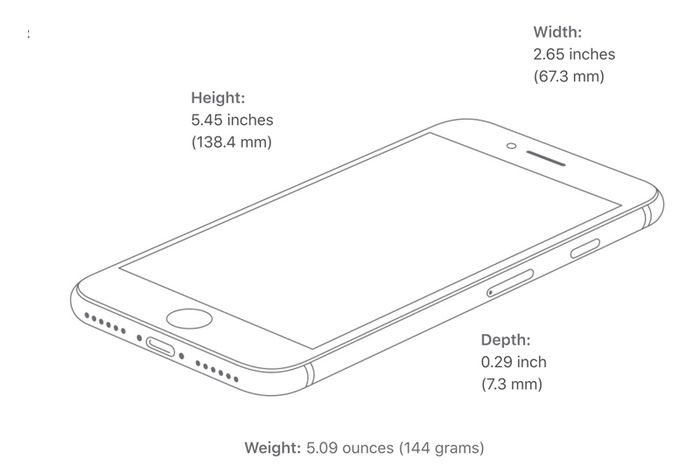 Width:
2.65 inches
(67.3 mm)
Height:
5.45 inches
(138.4 mm)
Depth:
0.29 inch
(7.3 mm)
Weight: 5.09 ounces (144 grams)